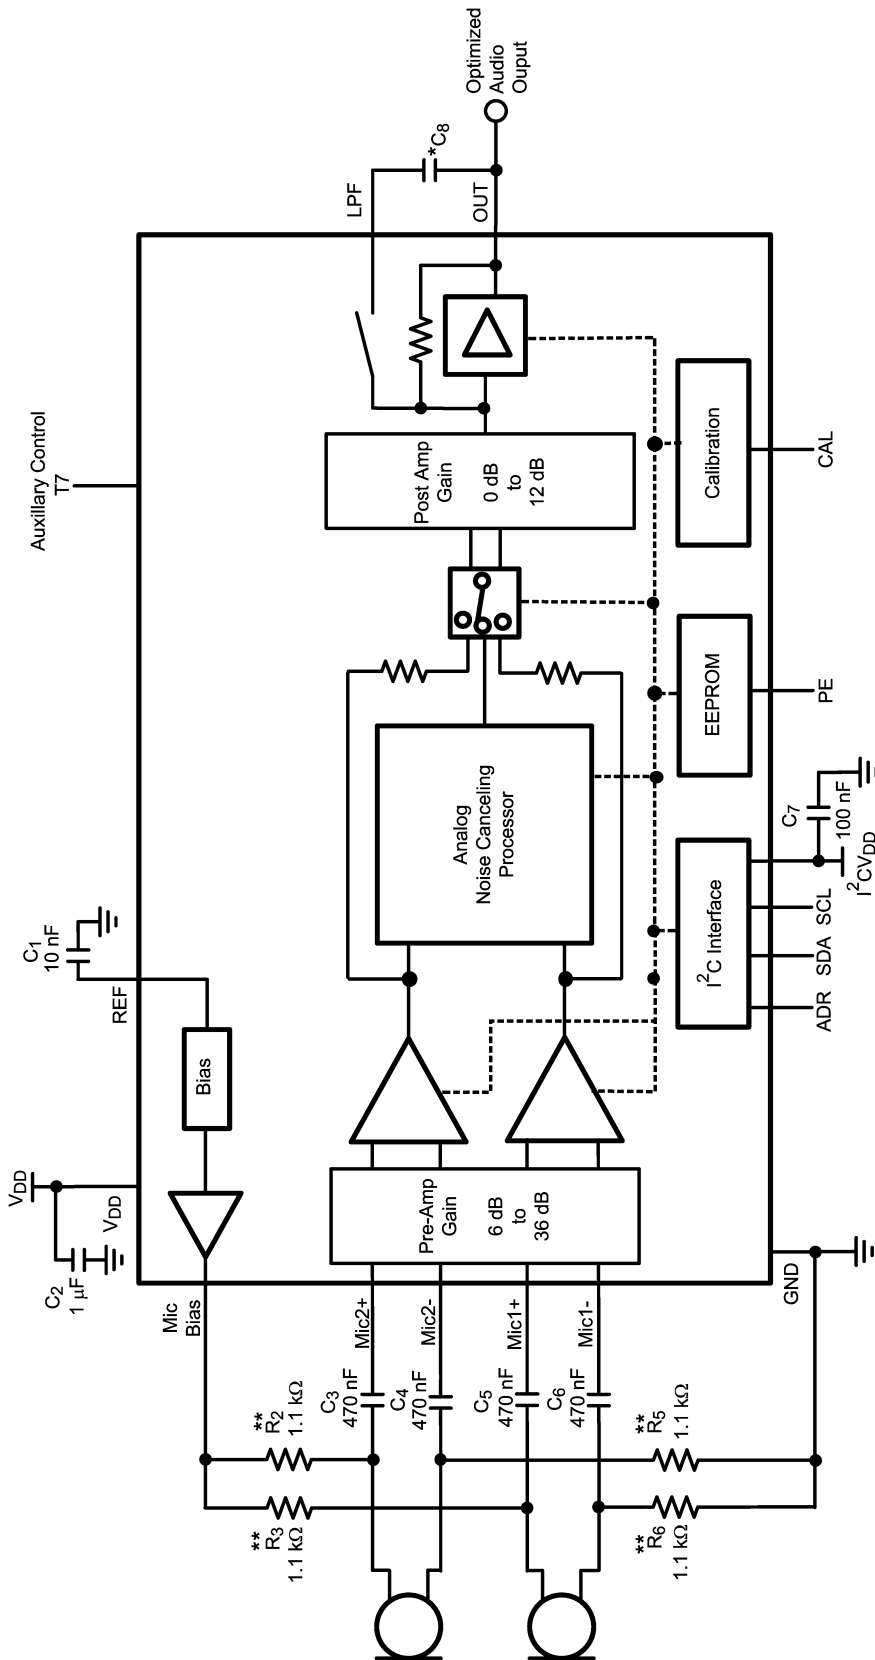 V_DD
C2
1 μF
V_DD
C1
10 nF
REF
Auxillary Control
T7
Mic
Bias
Bias
**
R3
1.1 kΩ
**
R2
1.1 kΩ
C3
470 nF
Mic2+
C4
470 nF
Mic2-
C5
470 nF
Mic1+
C6
470 nF
Mic1-
**
R6
1.1 kΩ
**
R5
1.1 kΩ
Pre-Amp
Gain
6 dB
to
36 dB
Analog
Noise Canceling
Processor
Post Amp
Gain
0 dB
to
12 dB
LPF
*C8
OUT
Optimized
Audio
Ouput
I²C Interface
EEPROM
Calibration
GND
ADR
SDA
SCL
I²CV_DD
C7
100 nF
PE
CAL